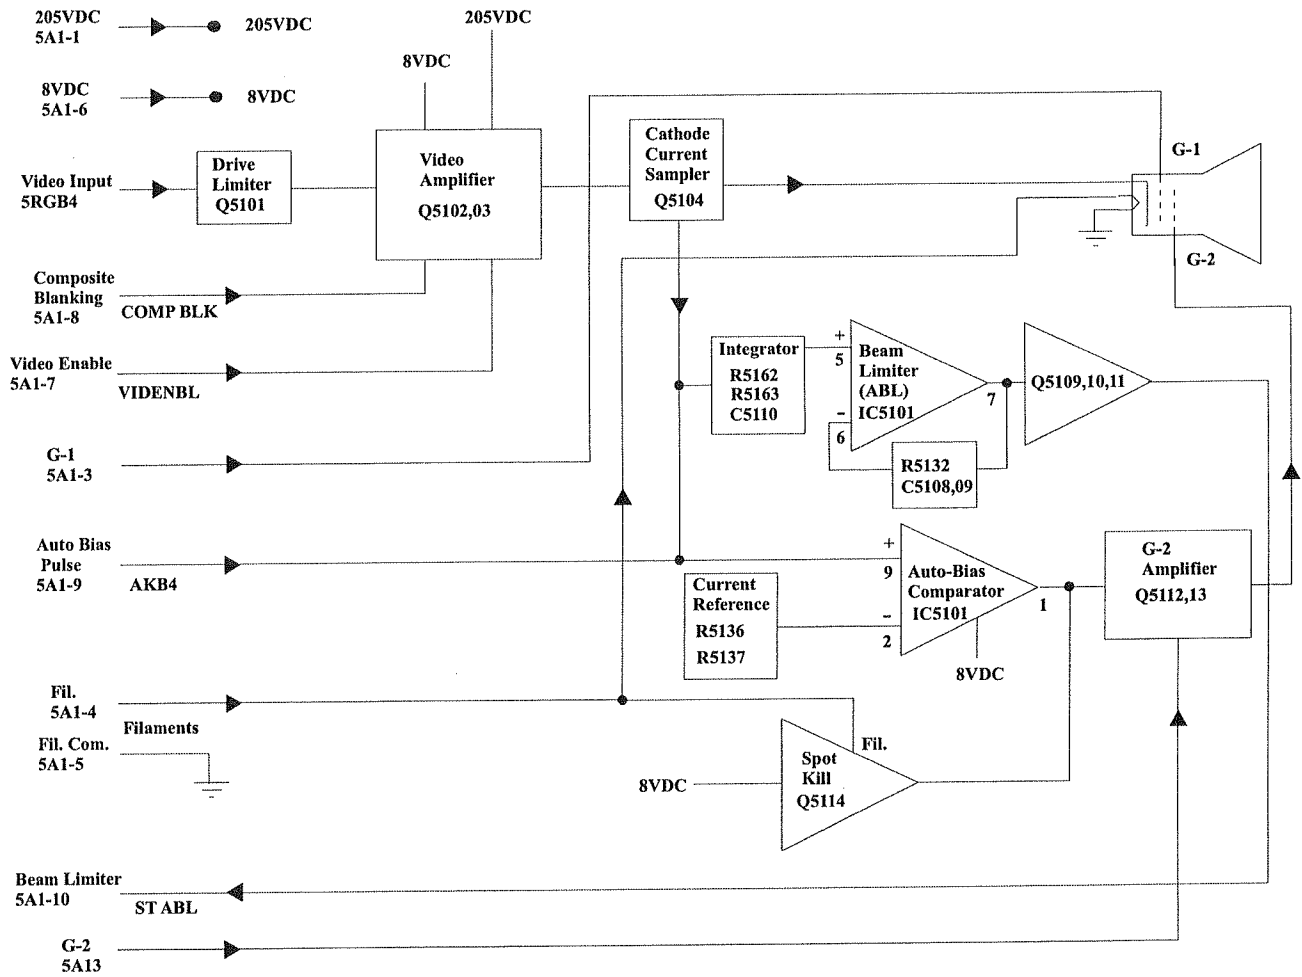 205VDC
5A1-1
205VDC
8VDC
5A1-6
8VDC
Video Input
5RGB4
Drive
Limiter
Q5101
8VDC
205VDC
Video
Amplifier
Q5102,03
Cathode
Current
Sampler
Q5104
G-1
G-2
Composite
Blanking
5A1-8
COMP BLK
Video Enable
5A1-7
VIDENBL
G-1
5A1-3
Integrator
R5162
R5163
C5110
+
5
Beam
Limiter
(ABL)
IC5101
–
6
7
Q5109,10,11
R5132
C5108,09
Auto Bias
Pulse
5A1-9
AKB4
+
9
Auto-Bias
Comparator
IC5101
–
2
1
8VDC
Current
Reference
R5136
R5137
G-2
Amplifier
Q5112,13
Fil.
5A1-4
Filaments
Fil. Com.
5A1-5
Fil.
8VDC
Spot
Kill
Q5114
Beam Limiter
5A1-10
ST ABL
G-2
5A13